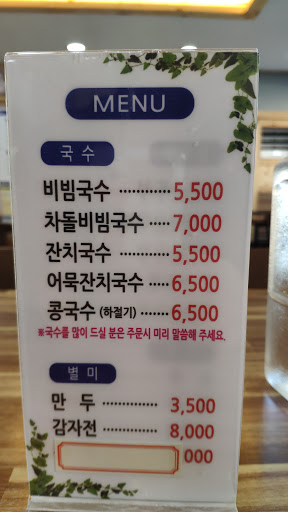 MENU
국수
비빔국수 ············ 5,500
차돌비빔국수 ······ 7,000
잔치국수 ············ 5,500
어묵잔치국수 ······ 6,500
콩국수 (하절기) ····· 6,500
※국수를 많이 드실 분은 주문시 미리 말씀해 주세요.
별미
만 두 ·············· 3,500
감자전 ·············· 8,000
000